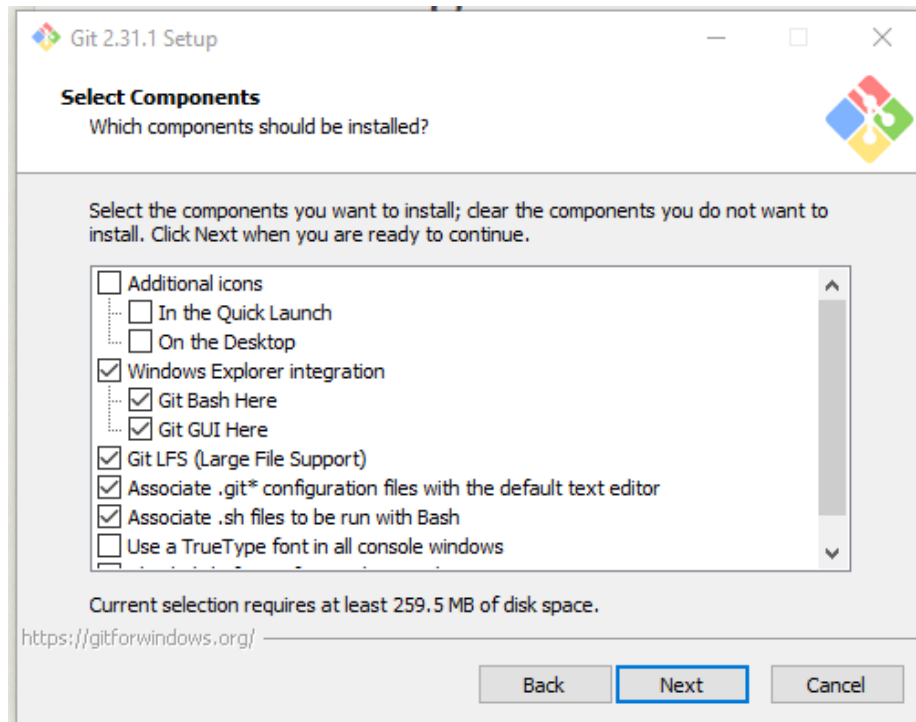 Git 2.31.1 Setup
Select Components
Which components should be installed?
Select the components you want to install; clear the components you do not want to
install. Click Next when you are ready to continue.
Additional icons
In the Quick Launch
On the Desktop
Windows Explorer integration
Git Bash Here
Git GUI Here
Git LFS (Large File Support)
Associate .git* configuration files with the default text editor
Associate .sh files to be run with Bash
Use a TrueType font in all console windows
Current selection requires at least 259.5 MB of disk space.
https://gitforwindows.org/
Back
Next
Cancel